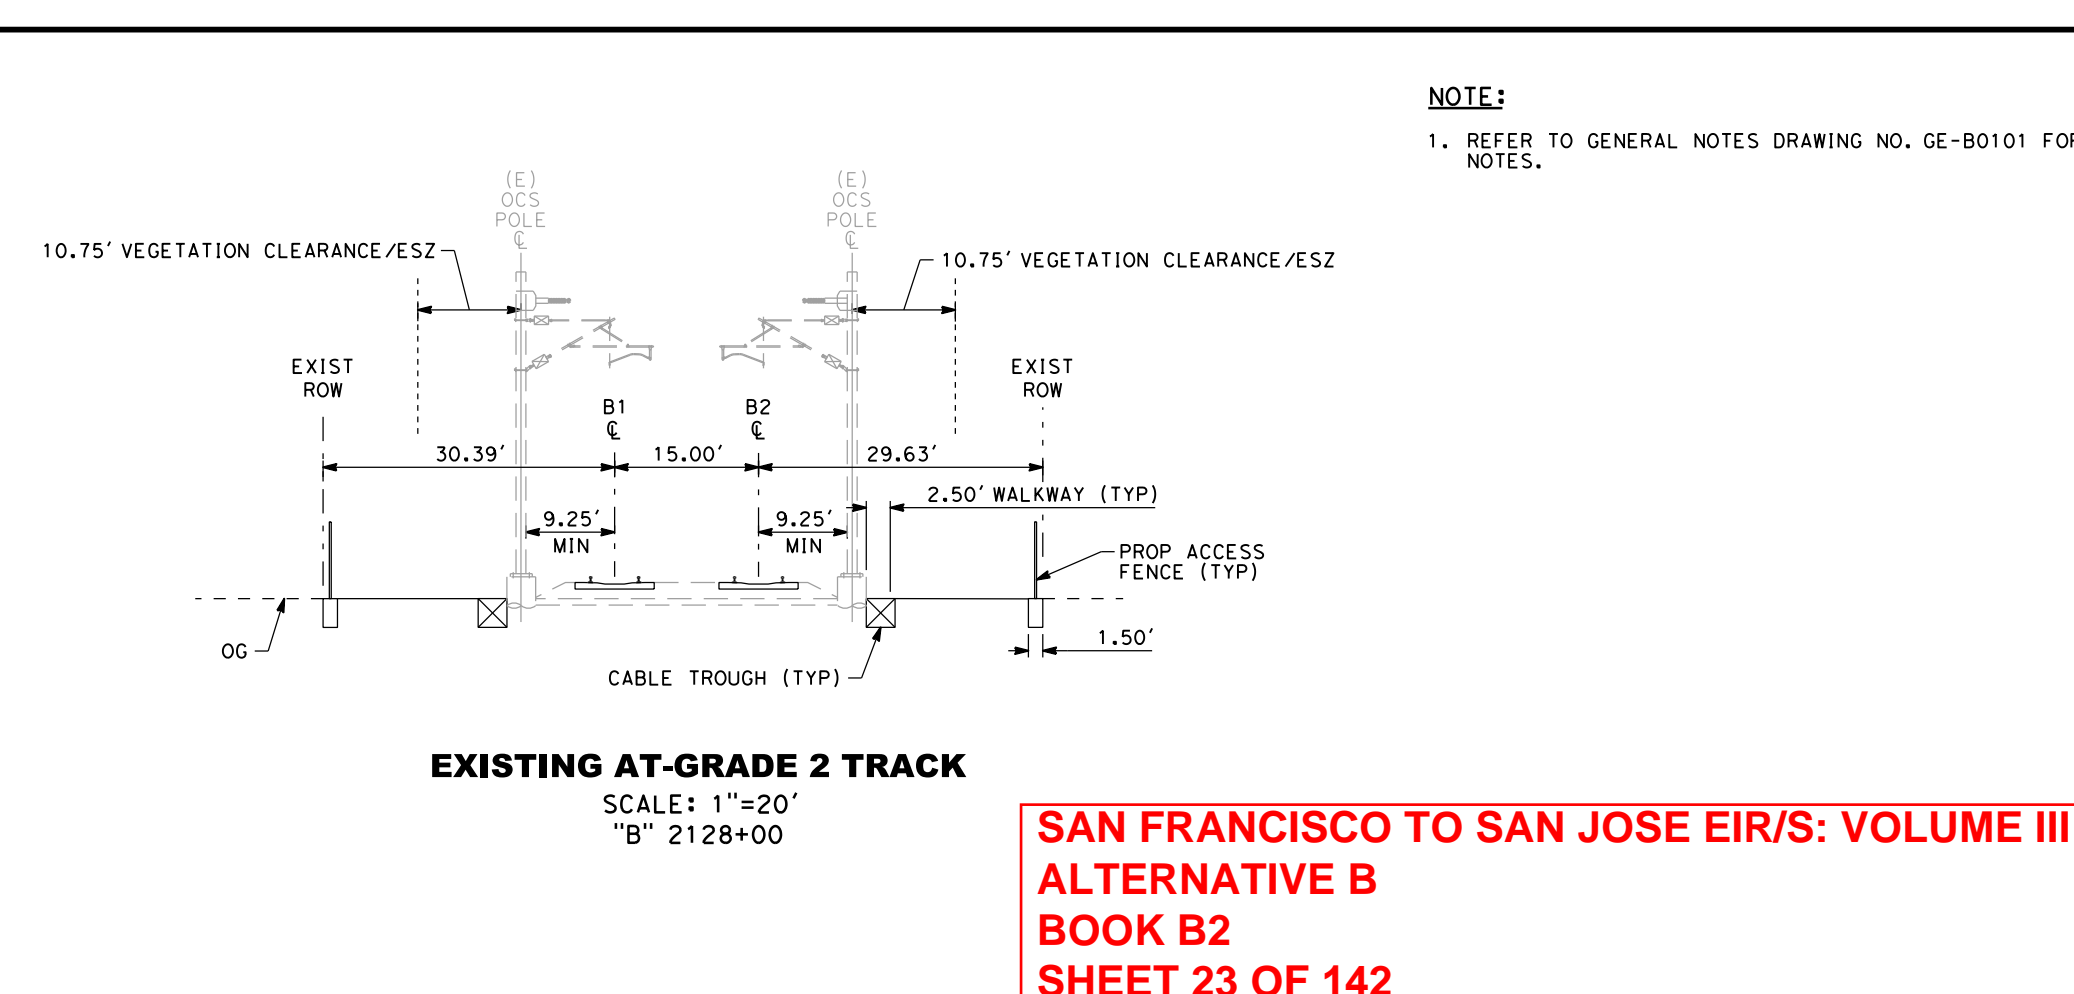 NOTE:
1. REFER TO GENERAL NOTES DRAWING NO. GE-B0101 FOR
NOTES.
(E)
OCS
POLE
℄
(E)
OCS
POLE
℄
10.75' VEGETATION CLEARANCE/ESZ
10.75' VEGETATION CLEARANCE/ESZ
EXIST
ROW
EXIST
ROW
B1
℄
B2
℄
30.39'
15.00'
29.63'
2.50' WALKWAY (TYP)
9.25'
MIN
9.25'
MIN
PROP ACCESS
FENCE (TYP)
OG
1.50'
CABLE TROUGH (TYP)
EXISTING AT-GRADE 2 TRACK
SCALE: 1"=20'
"B" 2128+00
SAN FRANCISCO TO SAN JOSE EIR/S: VOLUME III
ALTERNATIVE B
BOOK B2
SHEET 23 OF 142